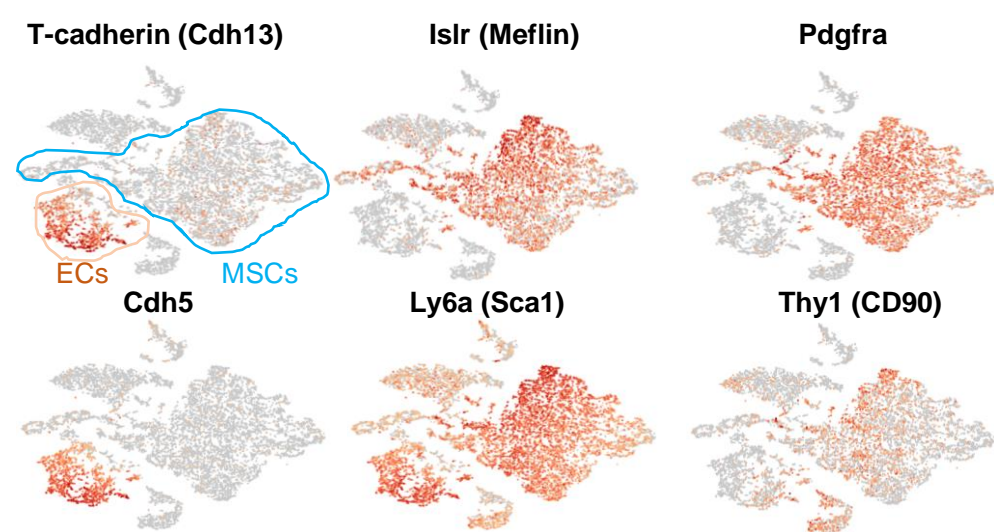 T-cadherin (Cdh13) Islr (Meflin) Pdgfra
ECs MSCs
Cdh5 Ly6a (Sca1) Thy1 (CD90)